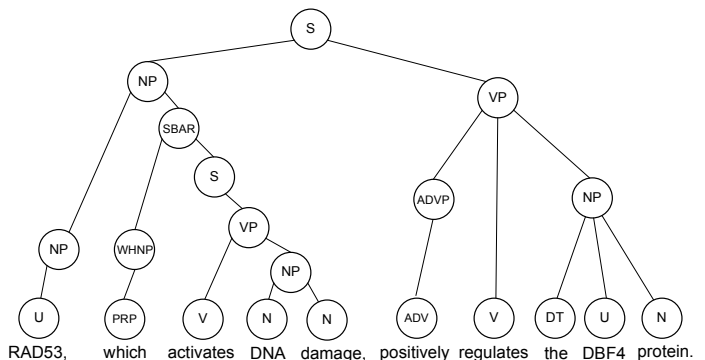 S
NP
VP
SBAR
S
ADVP
NP
VP
NP
WHNP
NP
U
PRP
V
N
N
ADV
V
DT
U
N
RAD53, which activates DNA damage, positively regulates the DBF4 protein.